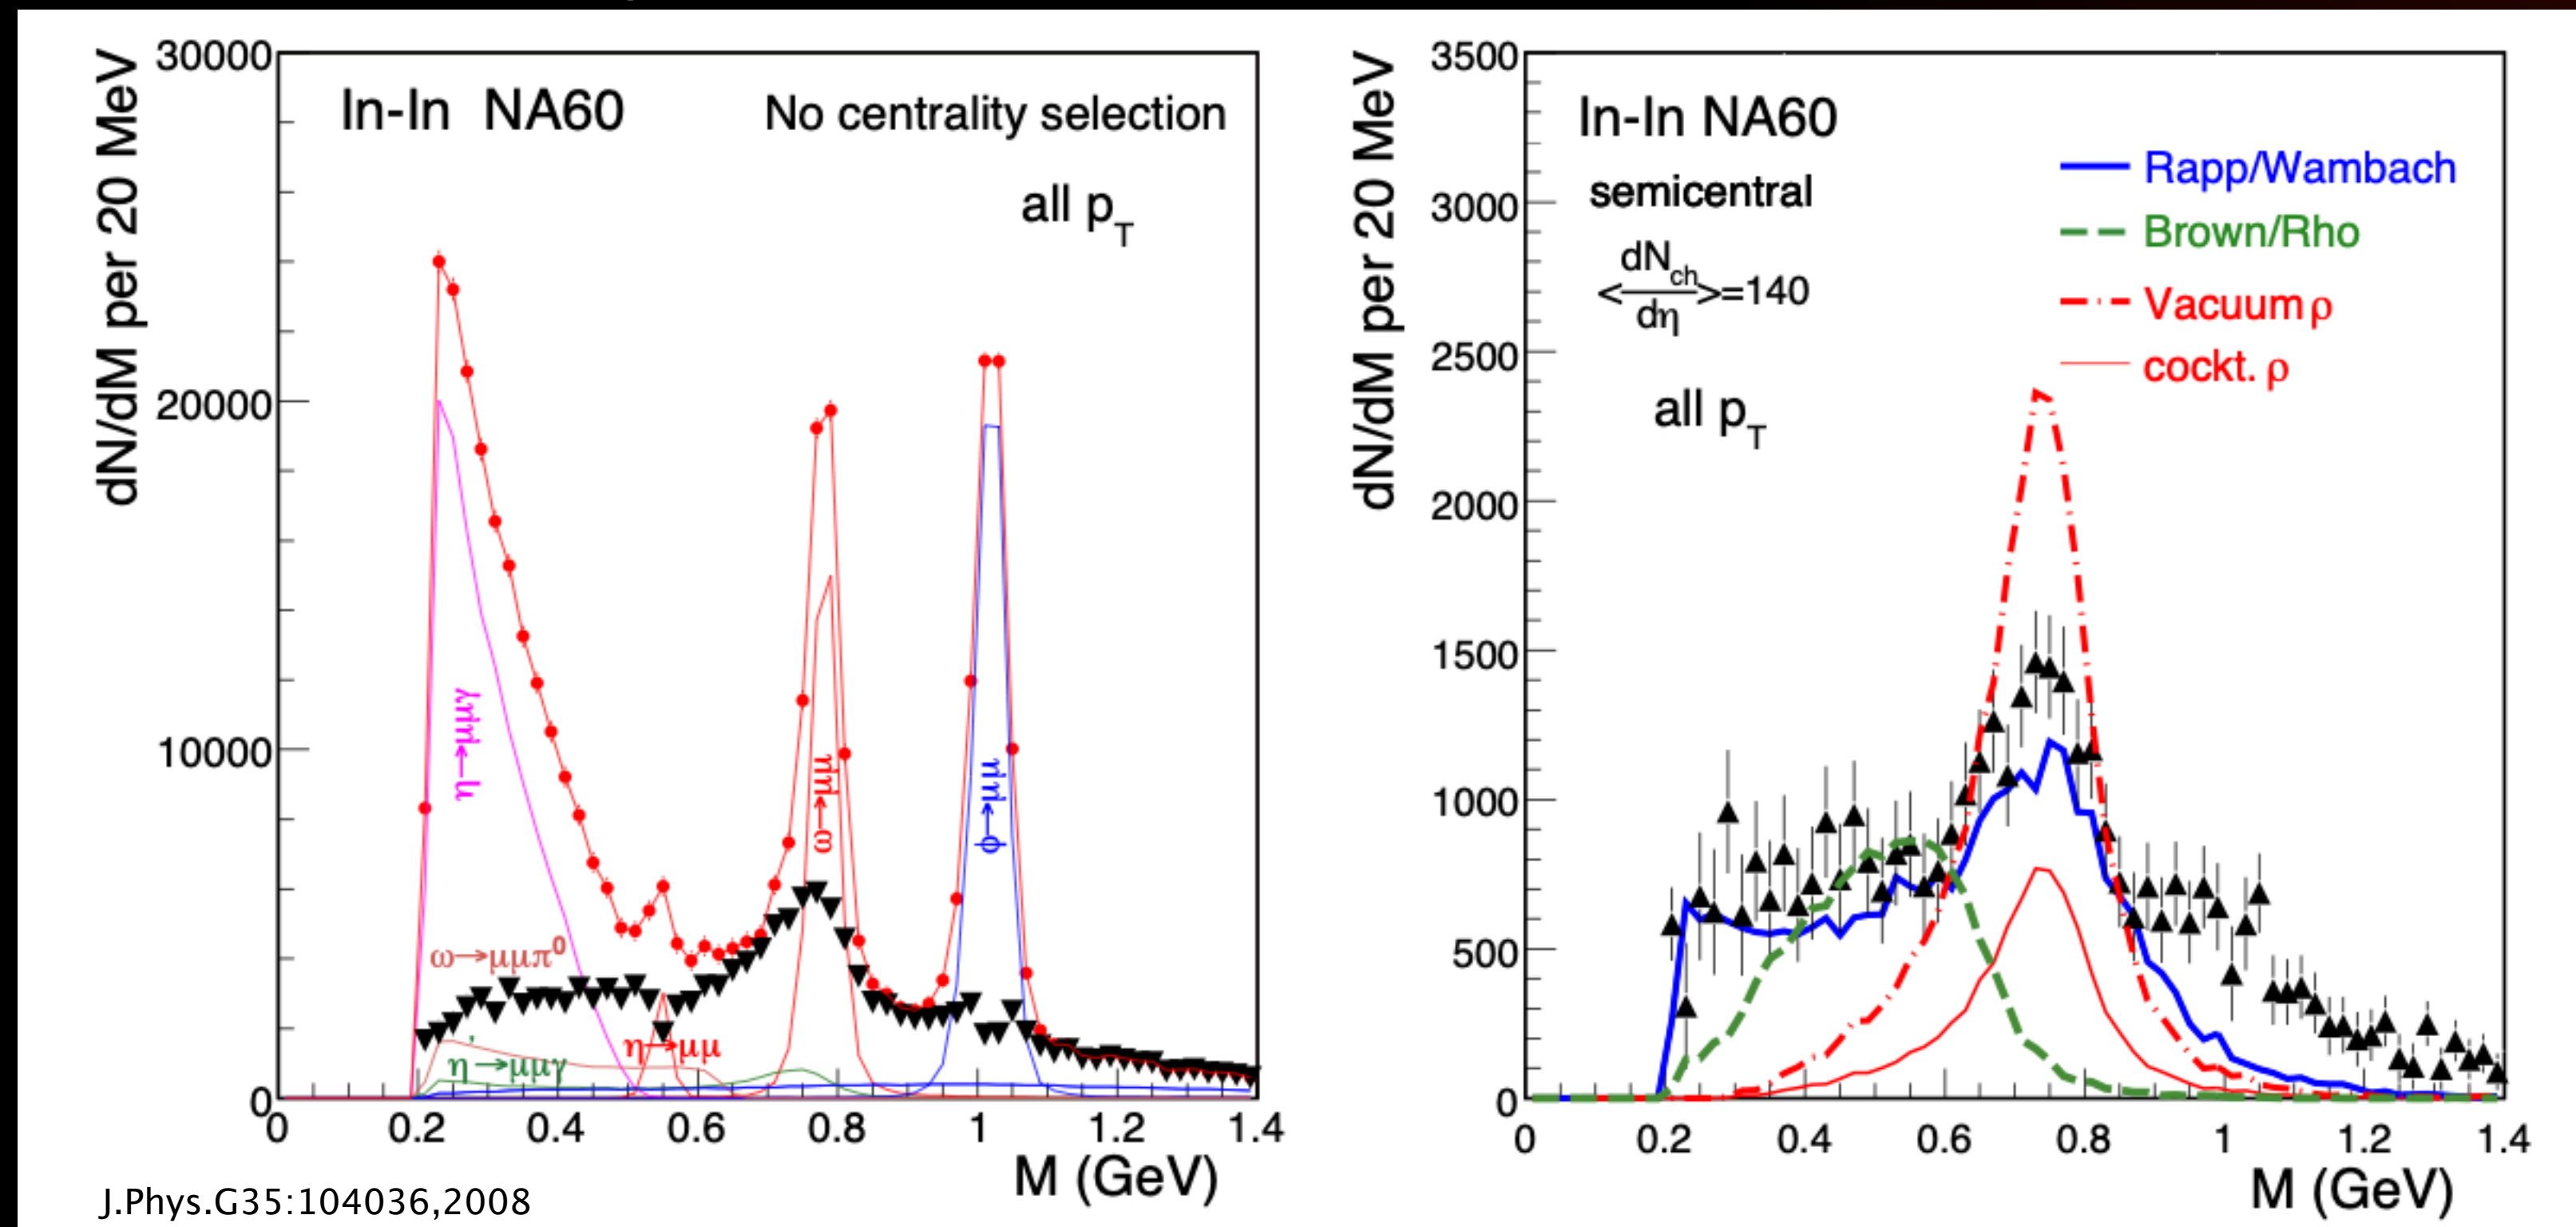 dN/dM per 20 MeV
30000
20000
10000
0
In-In NA60
No centrality selection
all pT
η→μμγ
ω→μμπ0
η'→μμγ
η→μμ
ω→μμ
ϕ→μμ
0 0.2 0.4 0.6 0.8 1 1.2 1.4
M (GeV)
dN/dM per 20 MeV
3500
3000
2500
2000
1500
1000
500
0
In-In NA60
semicentral
<dNch/dη>=140
all pT
Rapp/Wambach
Brown/Rho
Vacuum ρ
cockt. ρ
0 0.2 0.4 0.6 0.8 1 1.2 1.4
M (GeV)
J.Phys.G35:104036,2008